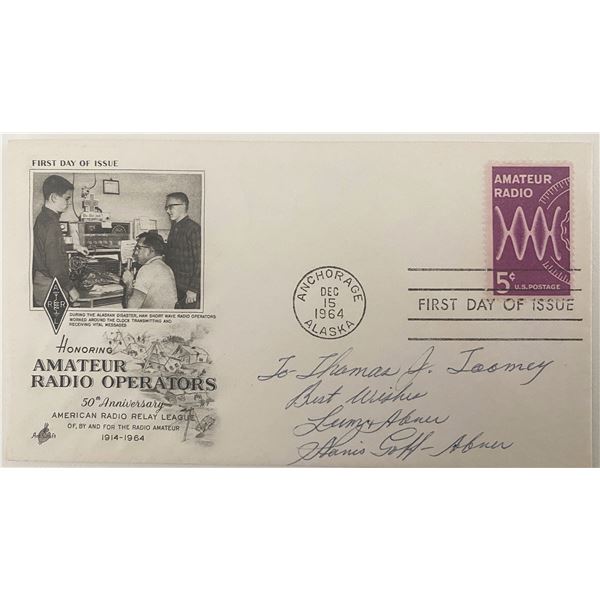 FIRST DAY OF ISSUE
DURING THE ALASKAN DISASTER, HAM SHORT WAVE RADIO OPERATORS
WORKED AROUND THE CLOCK TRANSMITTING AND
RECEIVING VITAL MESSAGES
HONORING
AMATEUR
RADIO OPERATORS
50th Anniversary
AMERICAN RADIO RELAY LEAGUE
OF, BY AND FOR THE RADIO AMATEUR
1914-1964
ArtCraft
ANCHORAGE
DEC
15
1964
ALASKA
AMATEUR
RADIO
5¢ U.S. POSTAGE
FIRST DAY OF ISSUE
To Thomas J. Toomey
Best Wishes
Lum & Abner
Goff - Abner